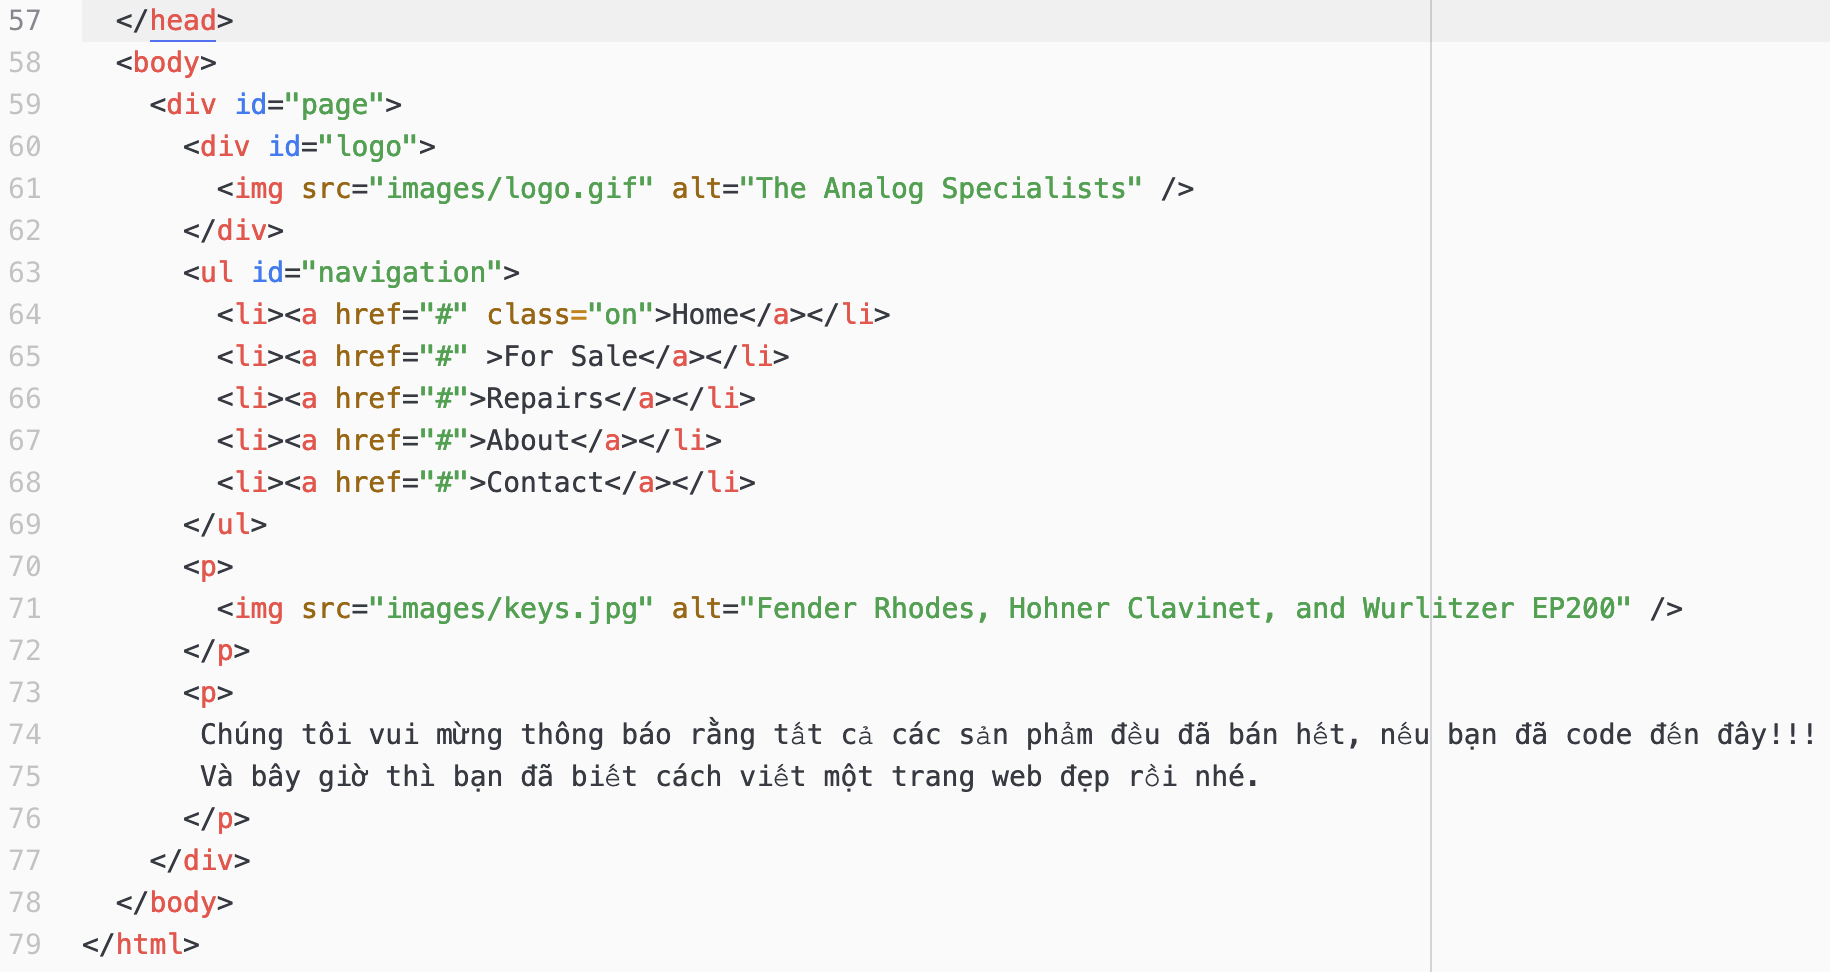 57 </head>
58 <body>
59 <div id="page">
60 <div id="logo">
61 <img src="images/logo.gif" alt="The Analog Specialists" />
62 </div>
63 <ul id="navigation">
64 <li><a href="#" class="on">Home</a></li>
65 <li><a href="#" >For Sale</a></li>
66 <li><a href="#">Repairs</a></li>
67 <li><a href="#">About</a></li>
68 <li><a href="#">Contact</a></li>
69 </ul>
70 <p>
71 <img src="images/keys.jpg" alt="Fender Rhodes, Hohner Clavinet, and Wurlitzer EP200" />
72 </p>
73 <p>
74 Chúng tôi vui mừng thông báo rằng tất cả các sản phẩm đều đã bán hết, nếu bạn đã code đến đây!!!
75 Và bây giờ thì bạn đã biết cách viết một trang web đẹp rồi nhé.
76 </p>
77 </div>
78 </body>
79 </html>